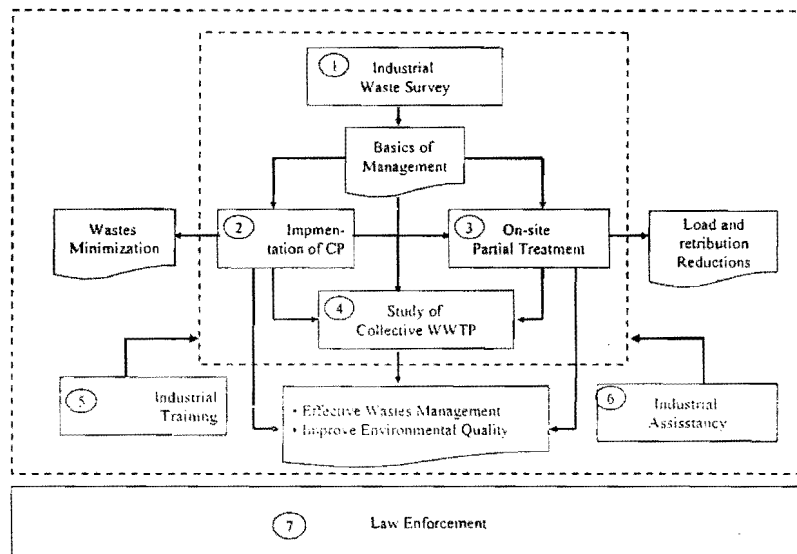 1 Industrial
Waste Survey
Basics of
Management
Wastes
Minimization
2 Impmen-
tation of CP
3 On-site
Partial Treatment
Load and
retribution
Reductions
4 Study of
Collective WWTP
5 Industrial
Training
• Effective Wastes Management
• Improve Environmental Quality
6 Industrial
Assisstancy
7 Law Enforcement